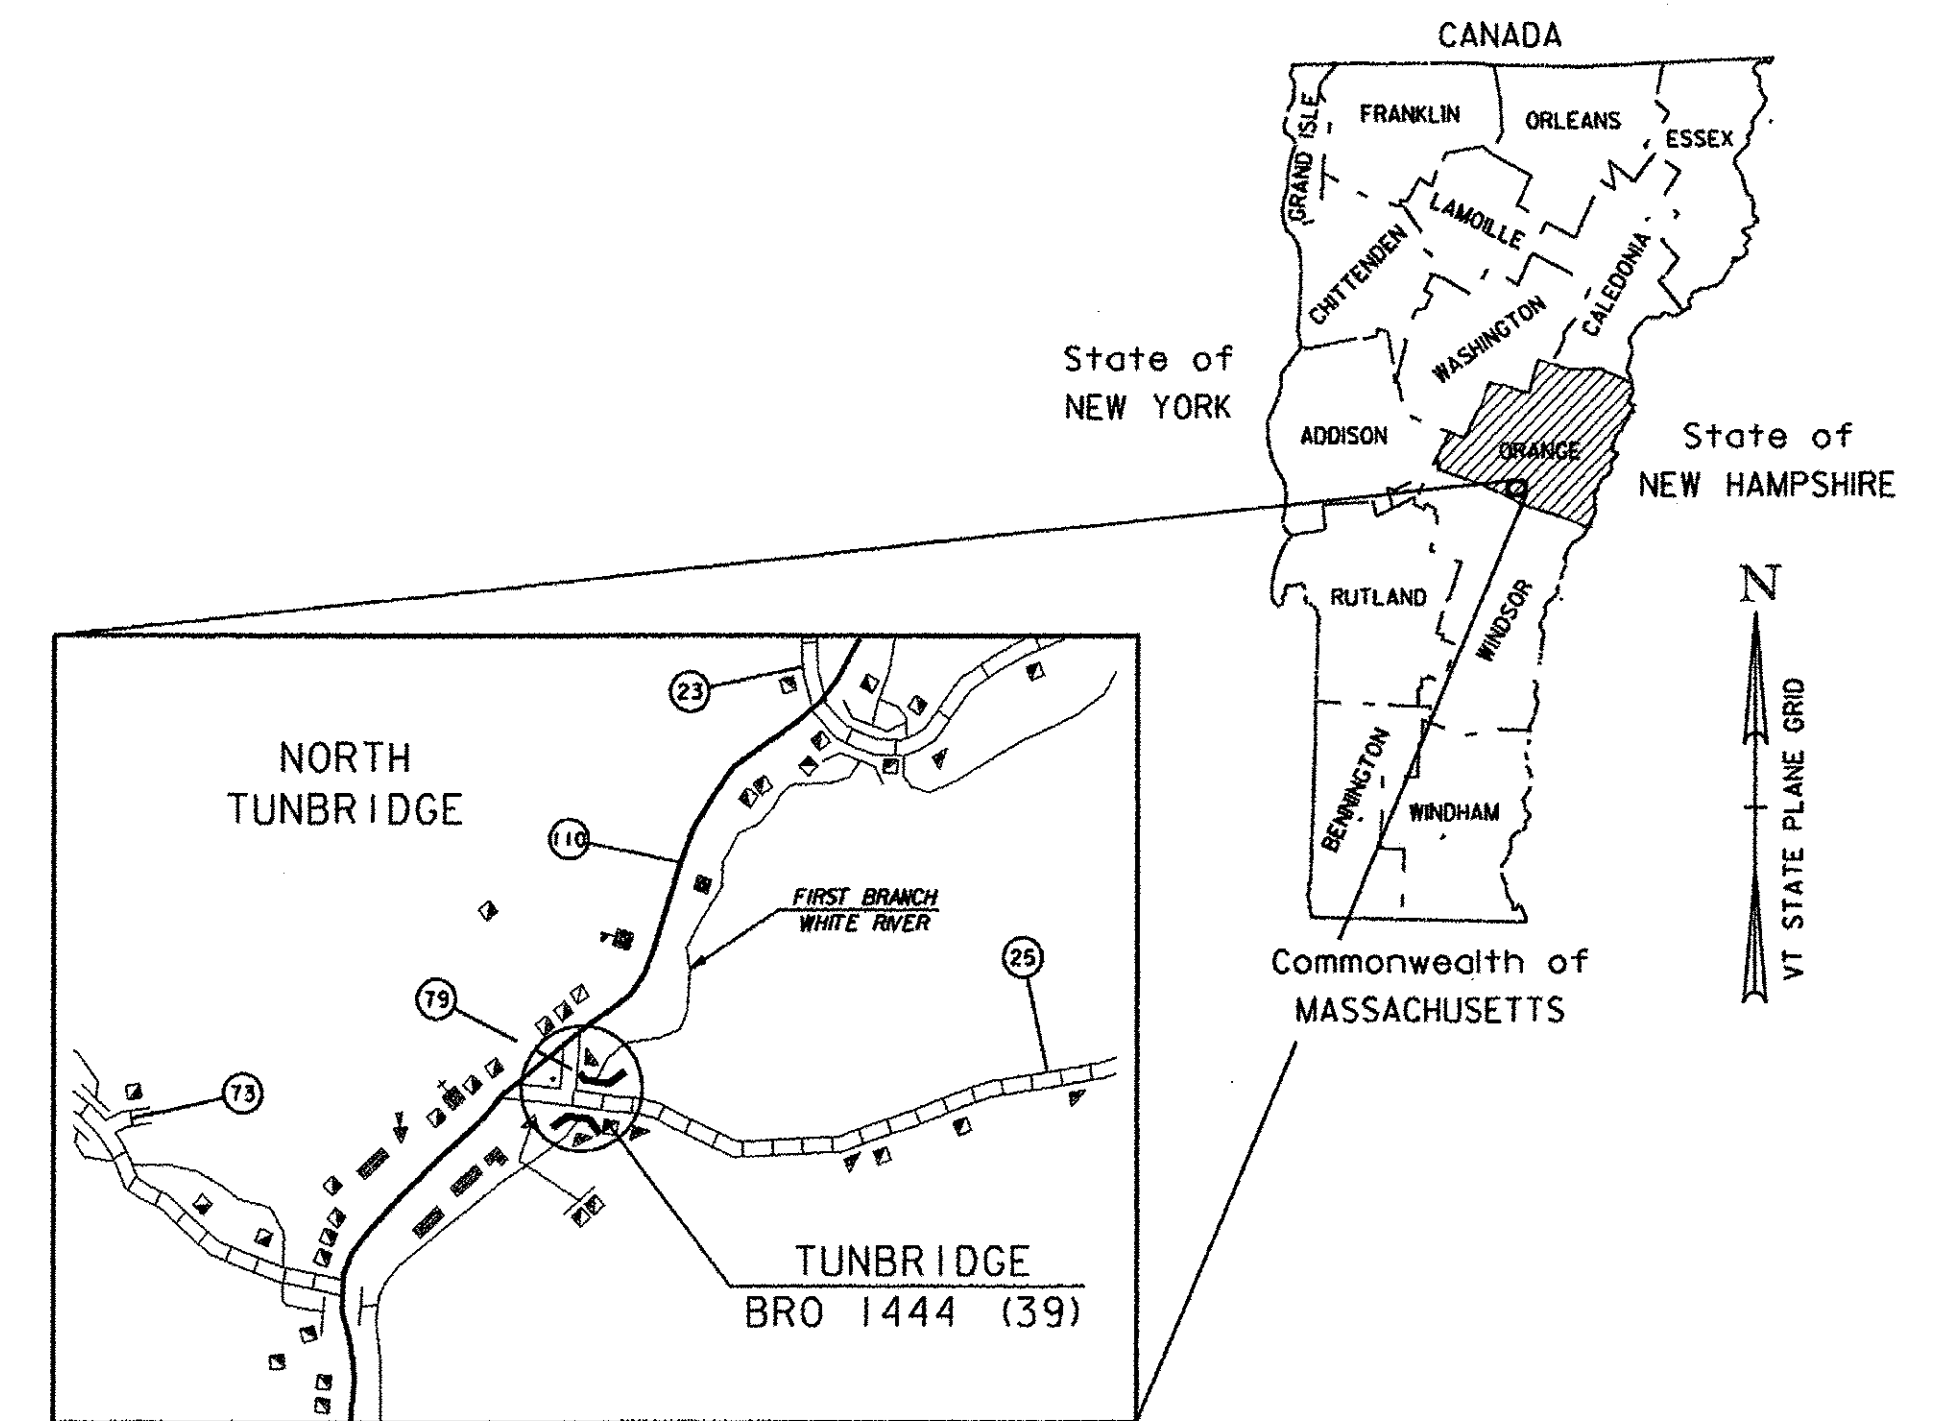 CANADA
GRAND ISLE
FRANKLIN
ORLEANS
ESSEX
LAMOILLE
CHITTENDEN
CALEDONIA
WASHINGTON
State of
NEW YORK
ADDISON
ORANGE
State of
NEW HAMPSHIRE
RUTLAND
WINDSOR
BENNINGTON
WINDHAM
Commonwealth of
MASSACHUSETTS
N
VT STATE PLANE GRID
NORTH
TUNBRIDGE
23
110
FIRST BRANCH
WHITE RIVER
25
79
73
TUNBRIDGE
BRO 1444 (39)